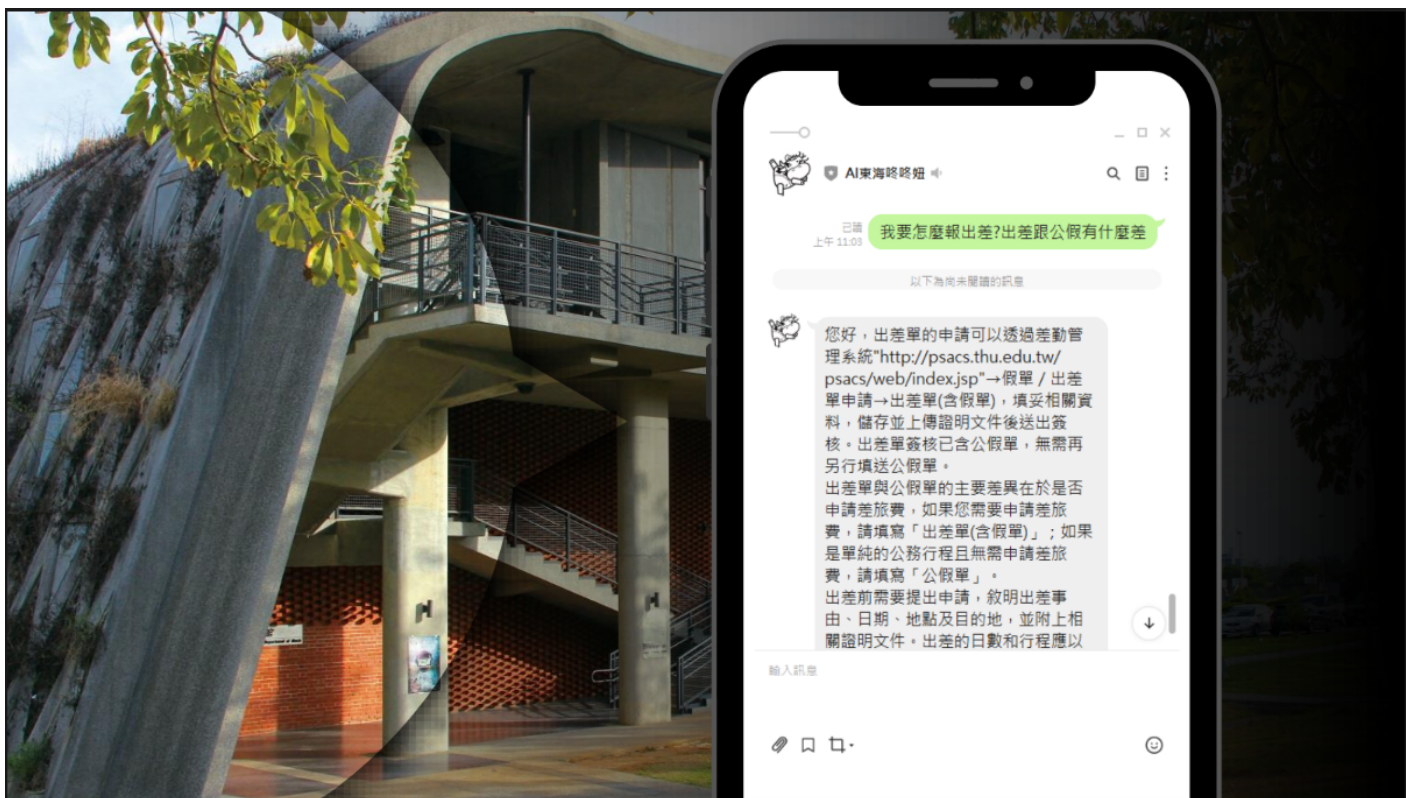 AI東海咚咚妞
已讀
上午 11:03
我要怎麼報出差?出差跟公假有什麼差
以下為尚未閱讀的訊息
您好，出差單的申請可以透過差勤管
理系統"http://psacs.thu.edu.tw/
psacs/web/index.jsp"→假單 / 出差
單申請→出差單(含假單)，填妥相關資
料，儲存並上傳證明文件後送出簽
核。出差單簽核已含公假單，無需再
另行填送公假單。
出差單與公假單的主要差異在於是否
申請差旅費，如果您需要申請差旅
費，請填寫「出差單(含假單)」；如果
是單純的公務行程且無需申請差旅
費，請填寫「公假單」。
出差前需要提出申請，敘明出差事
由、日期、地點及目的地，並附上相
關證明文件。出差的日數和行程應以
輸入訊息